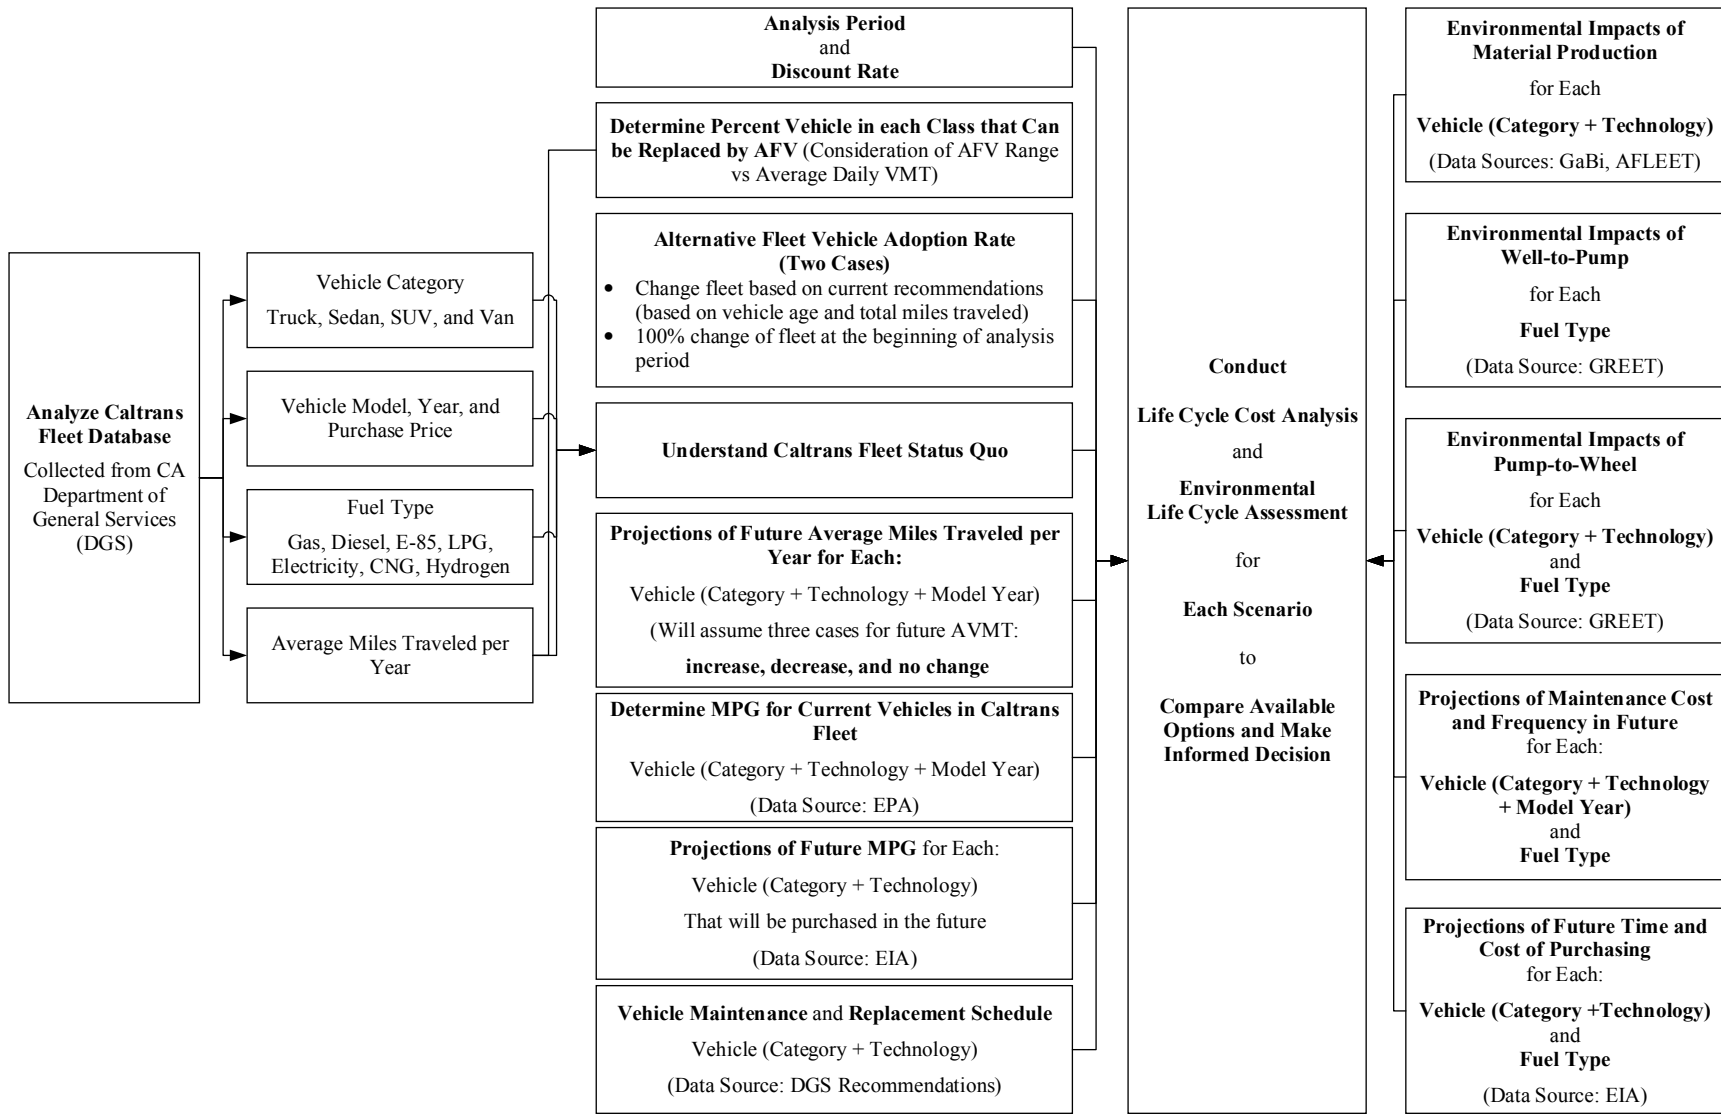 Analyze Caltrans
Fleet Database
Collected from CA
Department of
General Services
(DGS)
Vehicle Category
Truck, Sedan, SUV, and Van
Vehicle Model, Year, and
Purchase Price
Fuel Type
Gas, Diesel, E-85, LPG,
Electricity, CNG, Hydrogen
Average Miles Traveled per
Year
Analysis Period
and
Discount Rate
Determine Percent Vehicle in each Class that Can
be Replaced by AFV (Consideration of AFV Range
vs Average Daily VMT)
Alternative Fleet Vehicle Adoption Rate
(Two Cases)
• Change fleet based on current recommendations
(based on vehicle age and total miles traveled)
• 100% change of fleet at the beginning of analysis
period
Understand Caltrans Fleet Status Quo
Projections of Future Average Miles Traveled per
Year for Each:
Vehicle (Category + Technology + Model Year)
(Will assume three cases for future AVMT:
increase, decrease, and no change
Determine MPG for Current Vehicles in Caltrans
Fleet
Vehicle (Category + Technology + Model Year)
(Data Source: EPA)
Projections of Future MPG for Each:
Vehicle (Category + Technology)
That will be purchased in the future
(Data Source: EIA)
Vehicle Maintenance and Replacement Schedule
Vehicle (Category + Technology)
(Data Source: DGS Recommendations)
Conduct
Life Cycle Cost Analysis
and
Environmental
Life Cycle Assessment
for
Each Scenario
to
Compare Available
Options and Make
Informed Decision
Environmental Impacts of
Material Production
for Each
Vehicle (Category + Technology)
(Data Sources: GaBi, AFLEET)
Environmental Impacts of
Well-to-Pump
for Each
Fuel Type
(Data Source: GREET)
Environmental Impacts of
Pump-to-Wheel
for Each
Vehicle (Category + Technology)
and
Fuel Type
(Data Source: GREET)
Projections of Maintenance Cost
and Frequency in Future
for Each:
Vehicle (Category + Technology
+ Model Year)
and
Fuel Type
Projections of Future Time and
Cost of Purchasing
for Each:
Vehicle (Category +Technology)
and
Fuel Type
(Data Source: EIA)